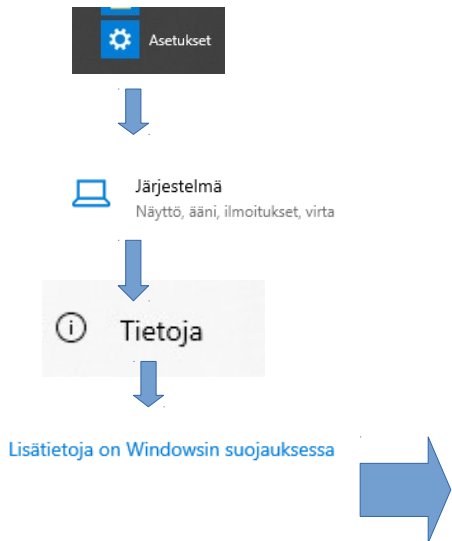 Asetukset
Järjestelmä
Näyttö, ääni, ilmoitukset, virta
Tietoja
Lisätietoja on Windowsin suojauksessa